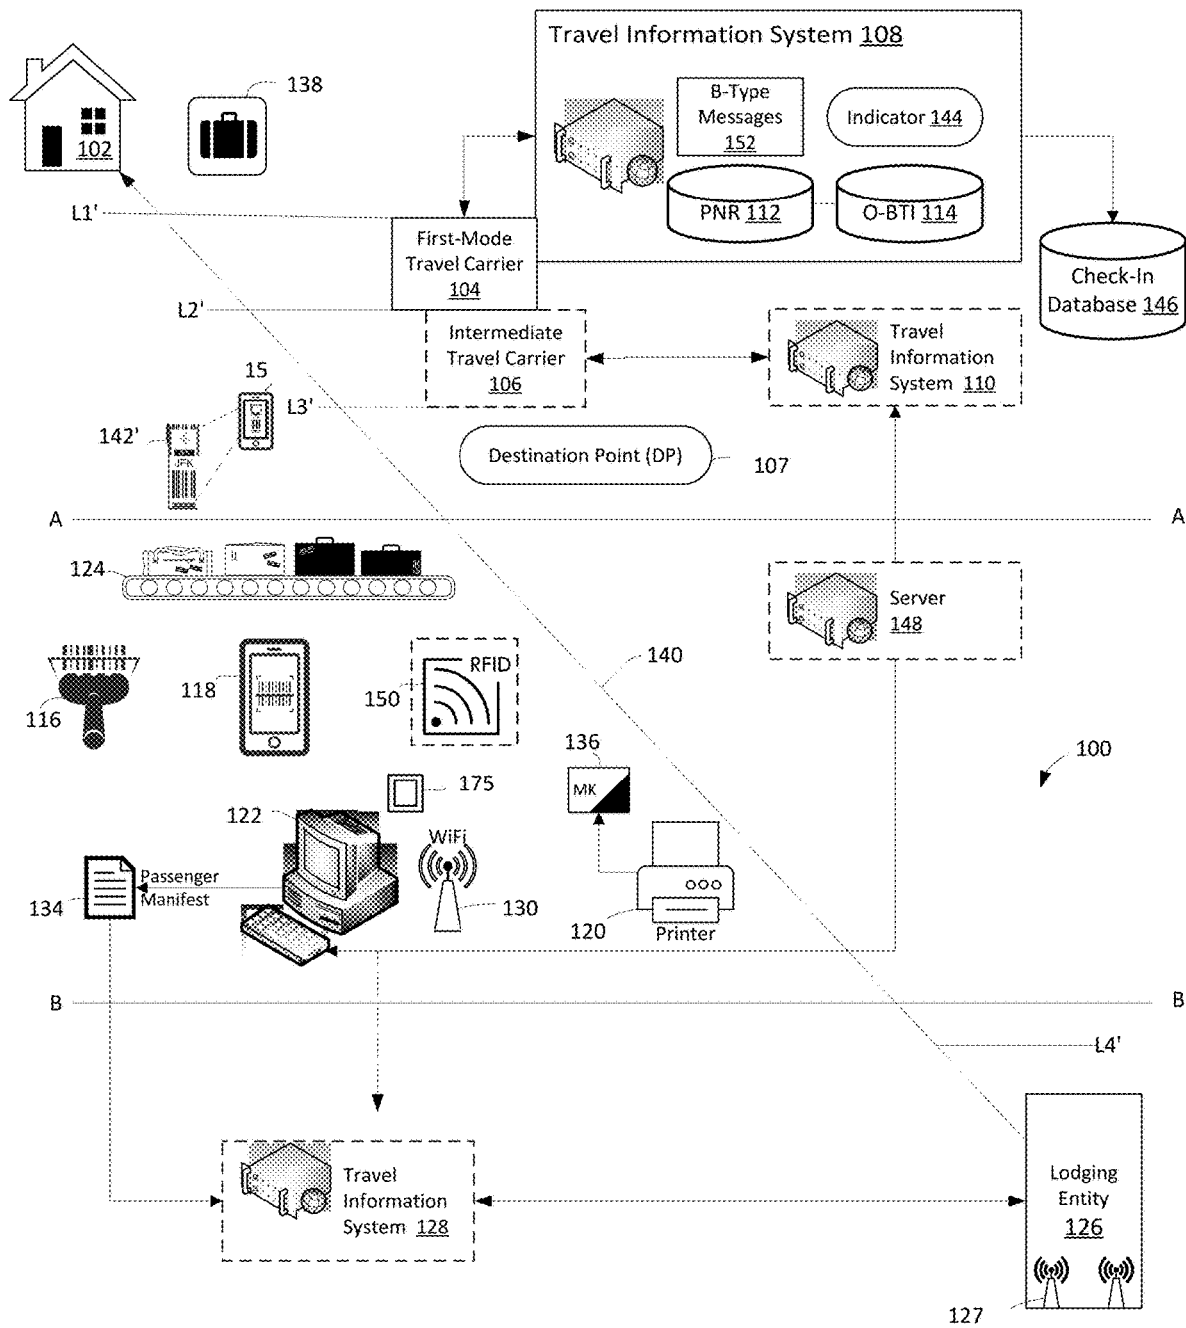 Travel Information System 108
138
B-Type
Messages
152
Indicator 144
102
PNR 112
O-BTI 114
L1'
First-Mode
Travel Carrier
104
Check-In
Database 146
L2'
Intermediate
Travel Carrier
106
Travel
Information
System 110
15
L3'
142'
JFK
Destination Point (DP)
107
A
A
124
Server
148
RFID
118
150
140
116
136
100
175
MK
122
WiFi
Passenger
Manifest
134
130
120
Printer
B
B
L4'
Travel
Information
System 128
Lodging
Entity
126
127